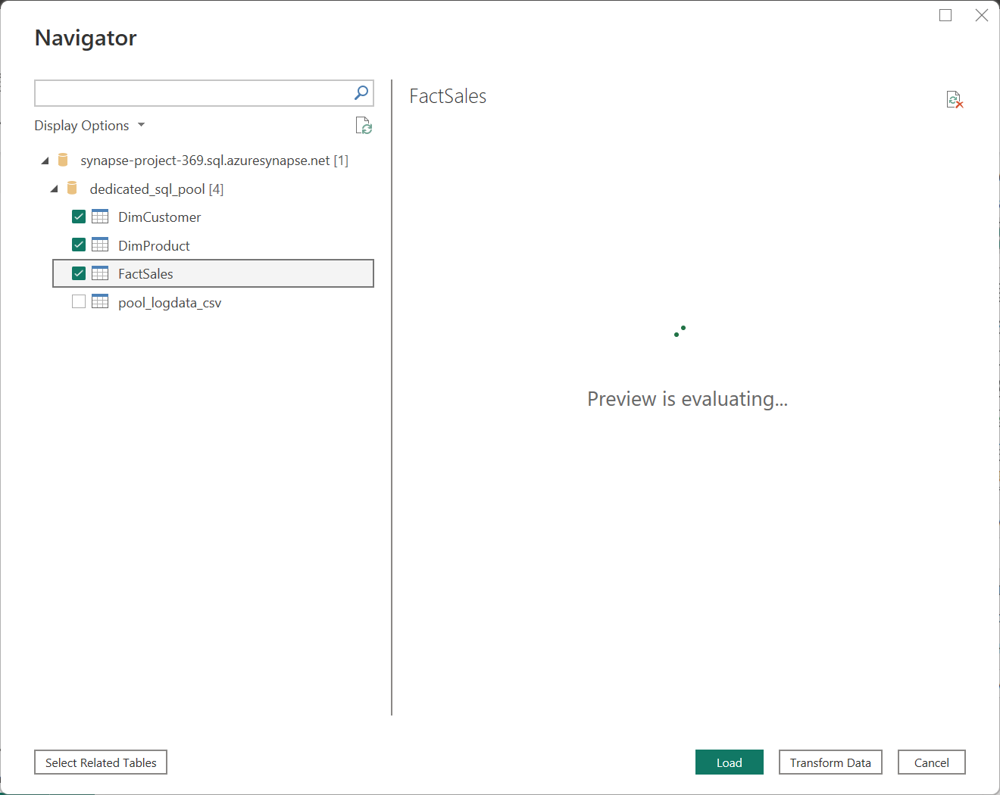 Navigator
Display Options
synapse-project-369.sql.azuresynapse.net [1]
dedicated_sql_pool [4]
DimCustomer
DimProduct
FactSales
pool_logdata_csv
FactSales
Preview is evaluating...
Select Related Tables
Load
Transform Data
Cancel